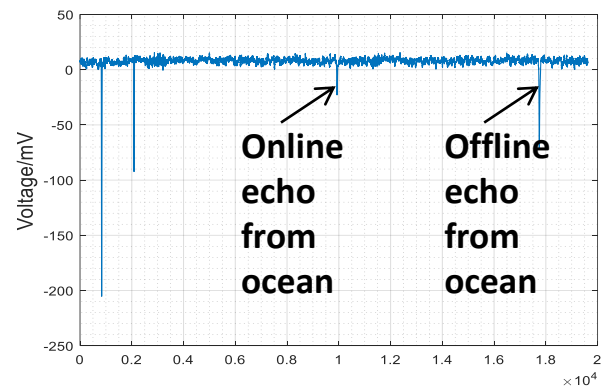 50
0
-50
-100
-150
-200
-250
Voltage/mV
Online
echo
from
ocean
Offline
echo
from
ocean
0 0.2 0.4 0.6 0.8 1 1.2 1.4 1.6 1.8 2
×10⁴